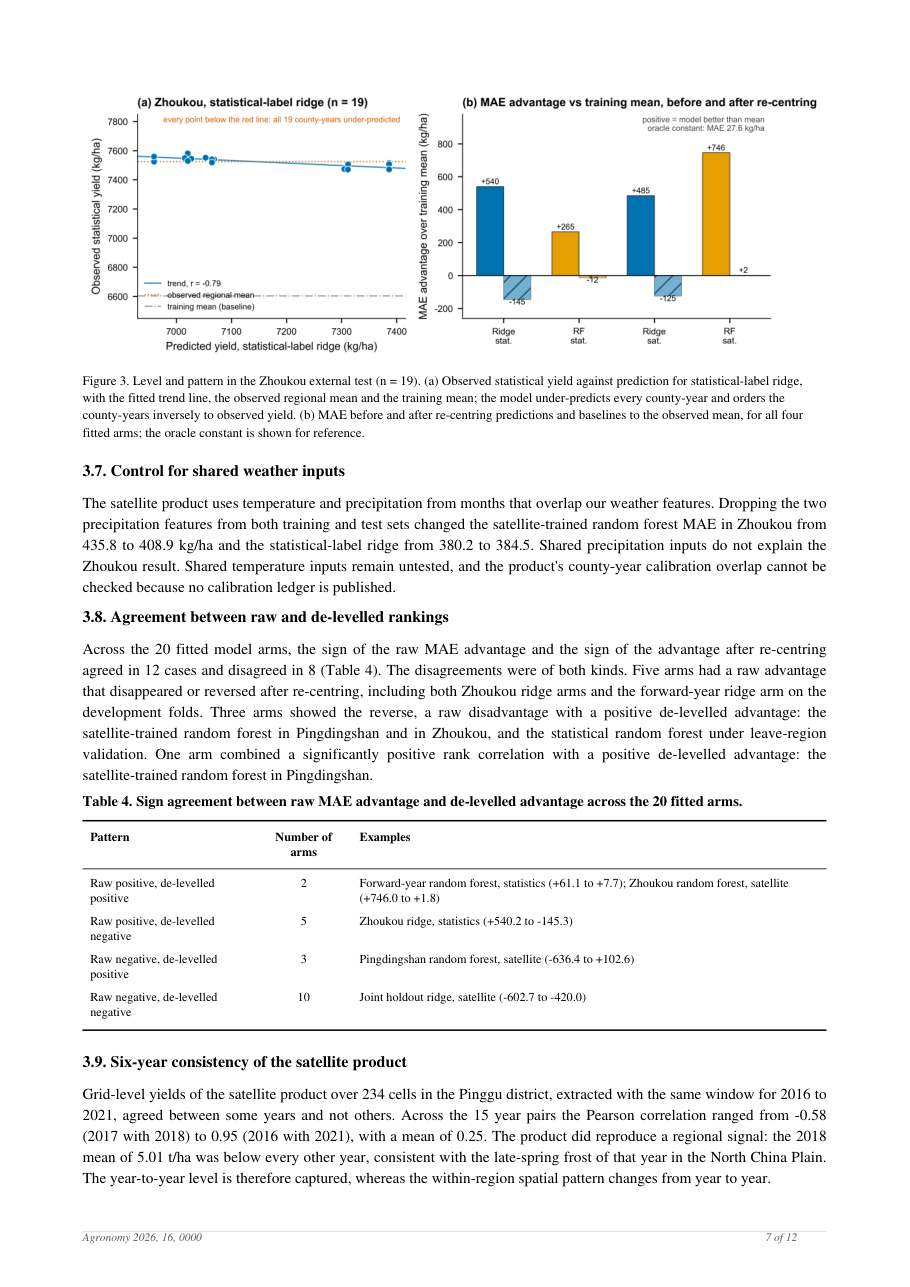 (a) Zhoukou, statistical-label ridge (n = 19)
every point below the red line: all 19 county-years under-predicted
Observed statistical yield (kg/ha)
7800
7600
7400
7200
7000
6800
6600
trend, r = -0.79
observed regional mean
training mean (baseline)
7000 7100 7200 7300 7400
Predicted yield, statistical-label ridge (kg/ha)
(b) MAE advantage vs training mean, before and after re-centring
positive = model better than mean
oracle constant: MAE 27.6 kg/ha
MAE advantage over training mean (kg/ha)
800
600
400
200
0
-200
+540
-145
+265
-12
+485
-125
+746
+2
Ridge stat.
RF stat.
Ridge sat.
RF sat.
Figure 3. Level and pattern in the Zhoukou external test (n = 19). (a) Observed statistical yield against prediction for statistical-label ridge,
with the fitted trend line, the observed regional mean and the training mean; the model under-predicts every county-year and orders the
county-years inversely to observed yield. (b) MAE before and after re-centring predictions and baselines to the observed mean, for all four
fitted arms; the oracle constant is shown for reference.
3.7. Control for shared weather inputs
The satellite product uses temperature and precipitation from months that overlap our weather features. Dropping the two
precipitation features from both training and test sets changed the satellite-trained random forest MAE in Zhoukou from
435.8 to 408.9 kg/ha and the statistical-label ridge from 380.2 to 384.5. Shared precipitation inputs do not explain the
Zhoukou result. Shared temperature inputs remain untested, and the product's county-year calibration overlap cannot be
checked because no calibration ledger is published.
3.8. Agreement between raw and de-levelled rankings
Across the 20 fitted model arms, the sign of the raw MAE advantage and the sign of the advantage after re-centring
agreed in 12 cases and disagreed in 8 (Table 4). The disagreements were of both kinds. Five arms had a raw advantage
that disappeared or reversed after re-centring, including both Zhoukou ridge arms and the forward-year ridge arm on the
development folds. Three arms showed the reverse, a raw disadvantage with a positive de-levelled advantage: the
satellite-trained random forest in Pingdingshan and in Zhoukou, and the statistical random forest under leave-region
validation. One arm combined a significantly positive rank correlation with a positive de-levelled advantage: the
satellite-trained random forest in Pingdingshan.
Table 4. Sign agreement between raw MAE advantage and de-levelled advantage across the 20 fitted arms.
Pattern Number of arms Examples
Raw positive, de-levelled positive 2 Forward-year random forest, statistics (+61.1 to +7.7); Zhoukou random forest, satellite (+746.0 to +1.8)
Raw positive, de-levelled negative 5 Zhoukou ridge, statistics (+540.2 to -145.3)
Raw negative, de-levelled positive 3 Pingdingshan random forest, satellite (-636.4 to +102.6)
Raw negative, de-levelled negative 10 Joint holdout ridge, satellite (-602.7 to -420.0)
3.9. Six-year consistency of the satellite product
Grid-level yields of the satellite product over 234 cells in the Pinggu district, extracted with the same window for 2016 to
2021, agreed between some years and not others. Across the 15 year pairs the Pearson correlation ranged from -0.58
(2017 with 2018) to 0.95 (2016 with 2021), with a mean of 0.25. The product did reproduce a regional signal: the 2018
mean of 5.01 t/ha was below every other year, consistent with the late-spring frost of that year in the North China Plain.
The year-to-year level is therefore captured, whereas the within-region spatial pattern changes from year to year.
Agronomy 2026, 16, 0000
7 of 12